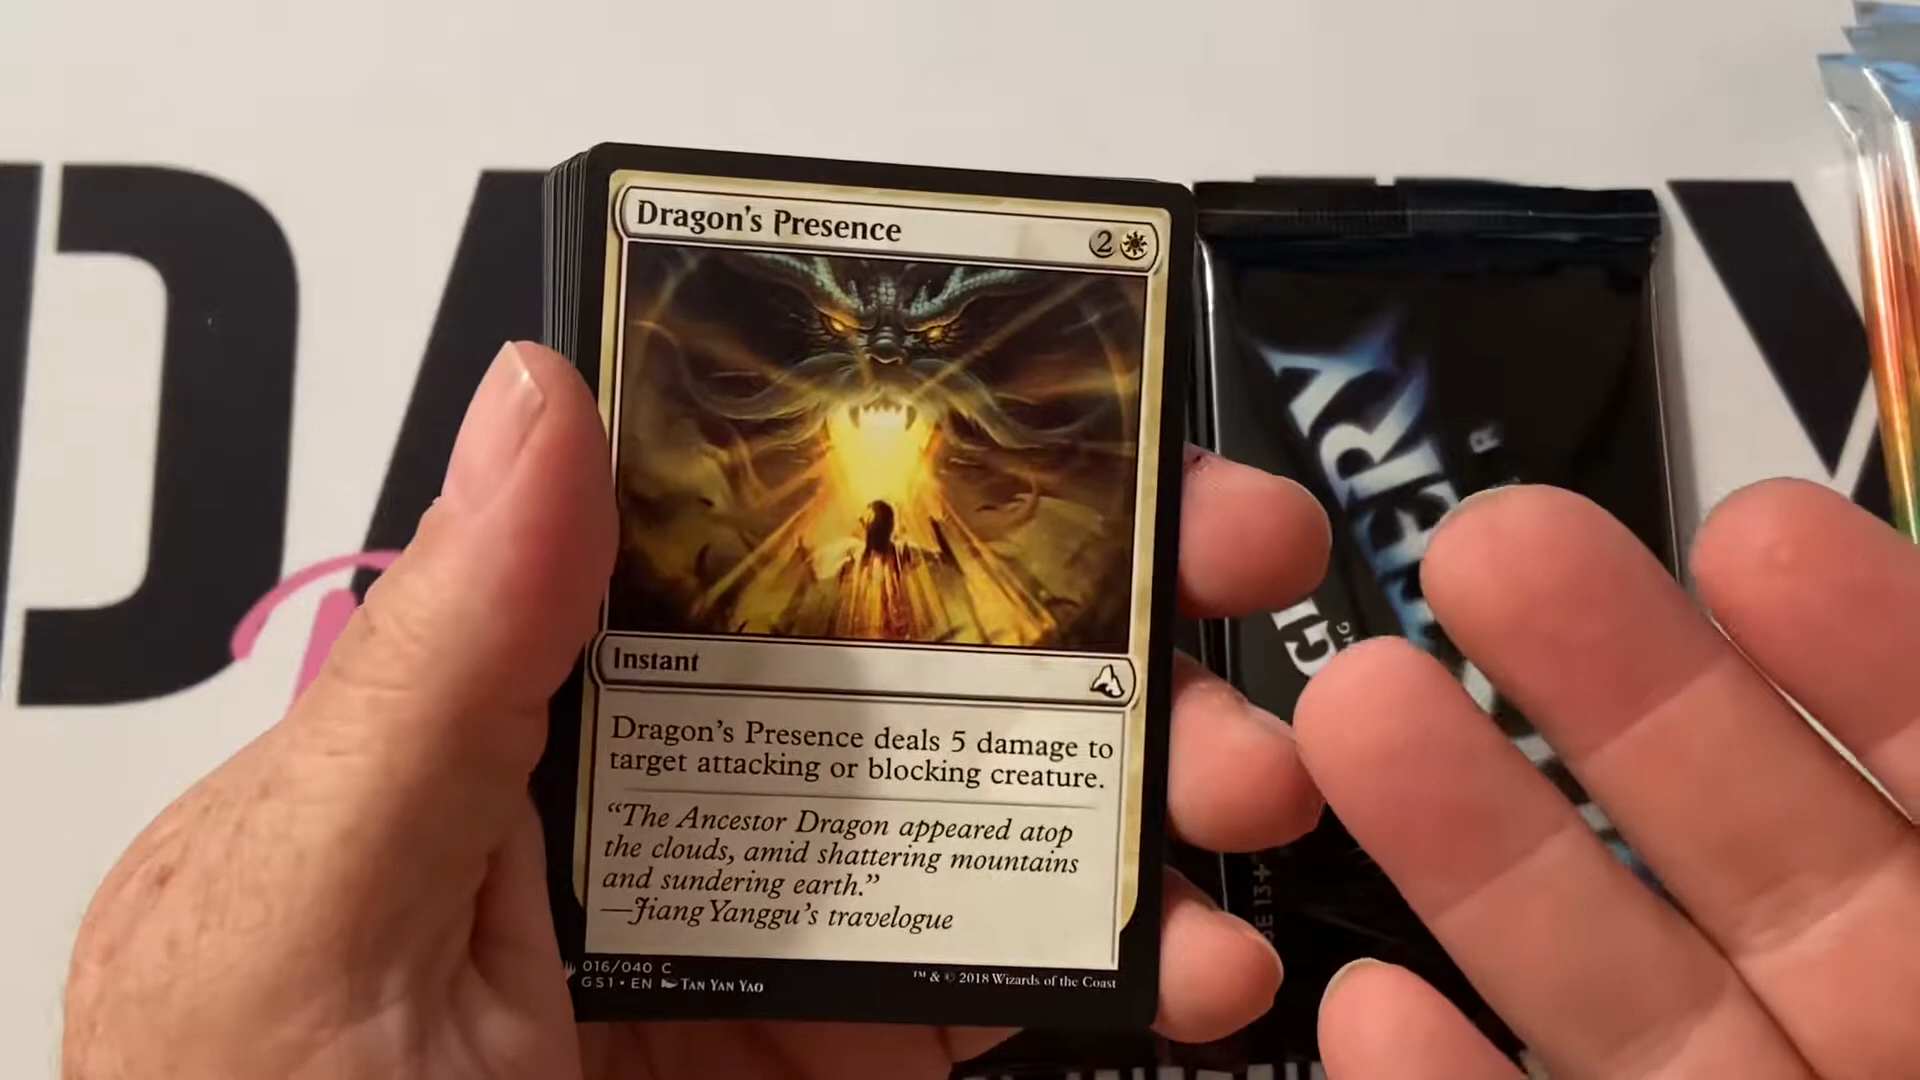 Dragon's Presence
2
Instant
Dragon's Presence deals 5 damage to
target attacking or blocking creature.
“The Ancestor Dragon appeared atop
the clouds, amid shattering mountains
and sundering earth.”
—Jiang Yanggu's travelogue
016/040 C
GS1 • EN TAN YAN YAO
™ & © 2018 Wizards of the Coast